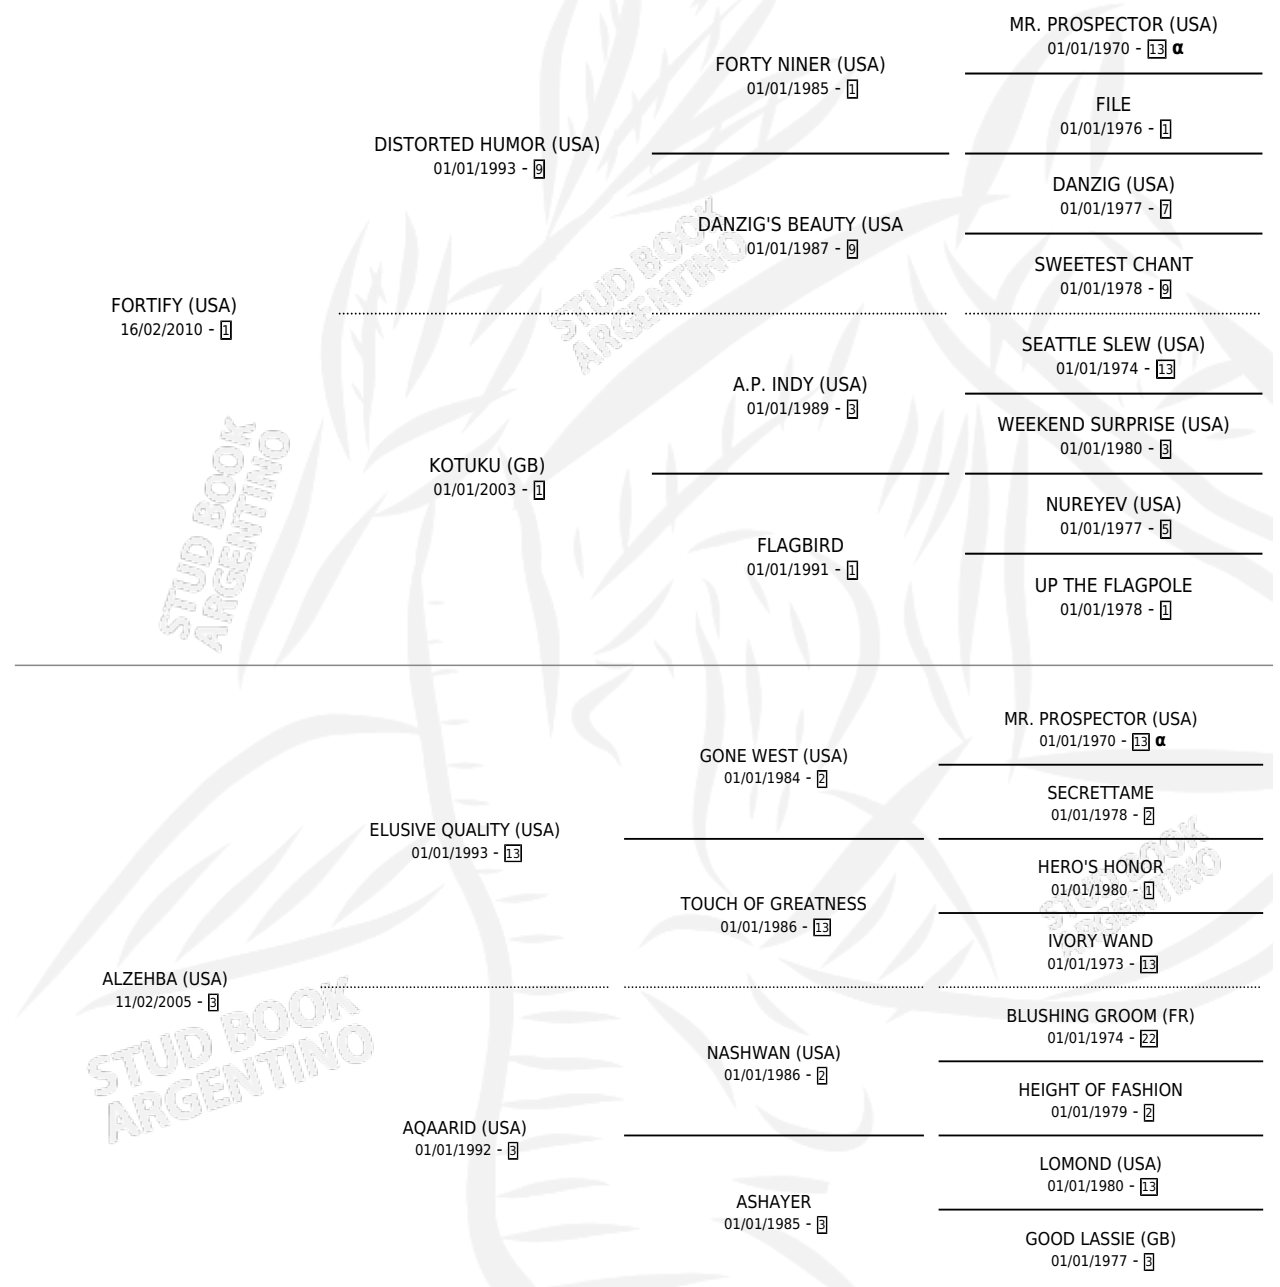 MR. PROSPECTOR (USA)
01/01/1970 - 13 α
FORTY NINER (USA)
01/01/1985 - 1
FILE
01/01/1976 - 1
DISTORTED HUMOR (USA)
01/01/1993 - 9
DANZIG (USA)
01/01/1977 - 7
DANZIG'S BEAUTY (USA
01/01/1987 - 9
SWEETEST CHANT
01/01/1978 - 9
FORTIFY (USA)
16/02/2010 - 1
SEATTLE SLEW (USA)
01/01/1974 - 13
A.P. INDY (USA)
01/01/1989 - 3
WEEKEND SURPRISE (USA)
01/01/1980 - 3
KOTUKU (GB)
01/01/2003 - 1
NUREYEV (USA)
01/01/1977 - 5
FLAGBIRD
01/01/1991 - 1
UP THE FLAGPOLE
01/01/1978 - 1
MR. PROSPECTOR (USA)
01/01/1970 - 13 α
GONE WEST (USA)
01/01/1984 - 2
SECRETTAME
01/01/1978 - 2
ELUSIVE QUALITY (USA)
01/01/1993 - 13
HERO'S HONOR
01/01/1980 - 1
TOUCH OF GREATNESS
01/01/1986 - 13
IVORY WAND
01/01/1973 - 13
ALZEHBA (USA)
11/02/2005 - 3
BLUSHING GROOM (FR)
01/01/1974 - 22
NASHWAN (USA)
01/01/1986 - 2
HEIGHT OF FASHION
01/01/1979 - 2
AQAARID (USA)
01/01/1992 - 3
LOMOND (USA)
01/01/1980 - 13
ASHAYER
01/01/1985 - 3
GOOD LASSIE (GB)
01/01/1977 - 3
STUD BOOK
ARGENTINO
STUD BOOK
ARGENTINO
STUD BOOK
ARGENTINO
STUD BOOK
ARGENTINO